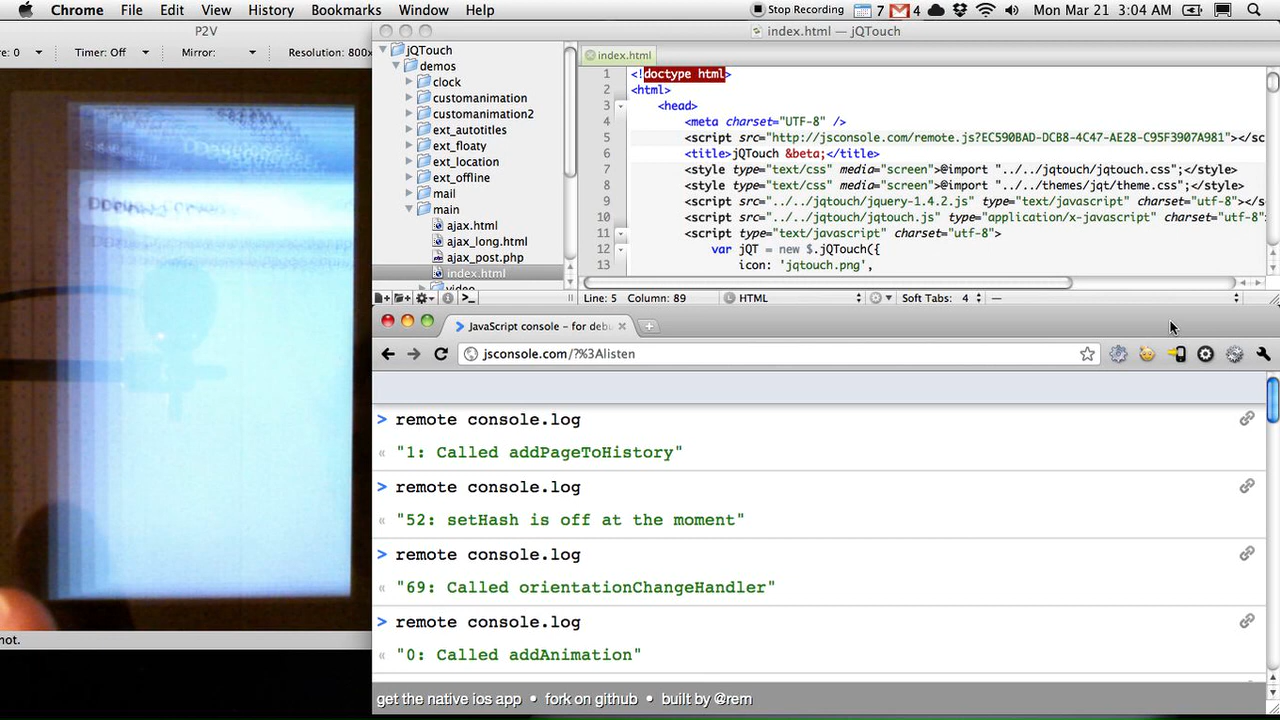 Chrome File Edit View History Bookmarks Window Help Stop Recording 7 4 Mon Mar 21 3:04 AM
P2V
re: 0 Timer: Off Mirror: Resolution: 800x
not.
index.html — jQTouch
jQTouch
demos
clock
customanimation
customanimation2
ext_autotitles
ext_floaty
ext_location
ext_offline
mail
main
ajax.html
ajax_long.html
ajax_post.php
index.html
video
index.html
1 <!doctype html>
2 <html>
3 <head>
4 <meta charset="UTF-8" />
5 <script src="http://jsconsole.com/remote.js?EC590BAD-DCB8-4C47-AE28-C95F3907A981"></sc
6 <title>jQTouch &beta;</title>
7 <style type="text/css" media="screen">@import "../../jqtouch/jqtouch.css";</style>
8 <style type="text/css" media="screen">@import "../../themes/jqt/theme.css";</style>
9 <script src="../../jqtouch/jquery-1.4.2.js" type="text/javascript" charset="utf-8"></s
10 <script src="../../jqtouch/jqtouch.js" type="application/x-javascript" charset="utf-8"
11 <script type="text/javascript" charset="utf-8">
12 var jQT = new $.jQTouch({
13 icon: 'jqtouch.png',
Line: 5 Column: 89 HTML Soft Tabs: 4 —
JavaScript console – for debu
jsconsole.com/?%3Alisten
> remote console.log
« "1: Called addPageToHistory"
> remote console.log
« "52: setHash is off at the moment"
> remote console.log
« "69: Called orientationChangeHandler"
> remote console.log
« "0: Called addAnimation"
get the native ios app • fork on github • built by @rem